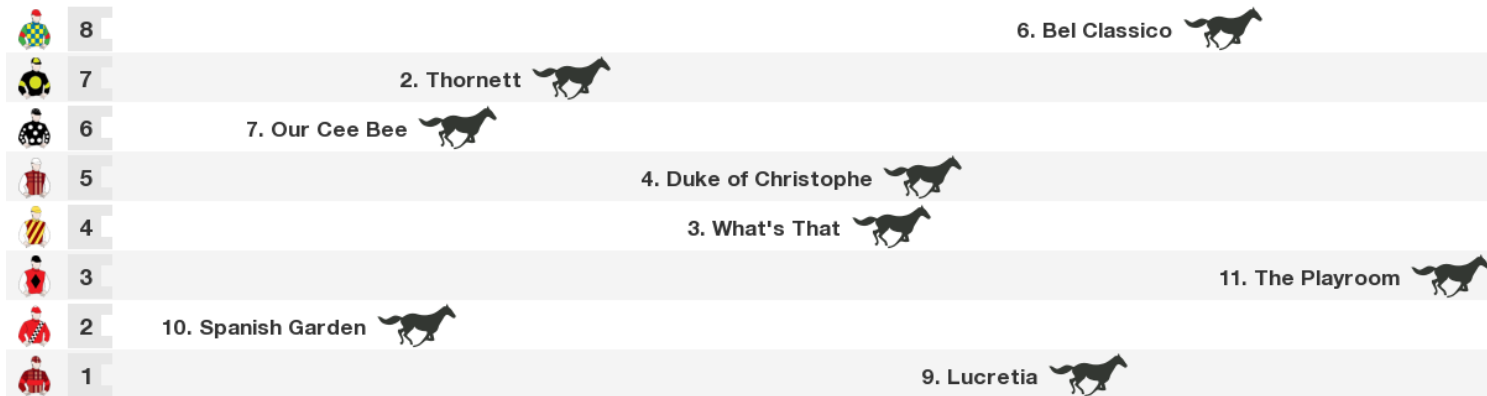 8 6. Bel Classico
7 2. Thornett
6 7. Our Cee Bee
5 4. Duke of Christophe
4 3. What's That
3 11. The Playroom
2 10. Spanish Garden
1 9. Lucretia